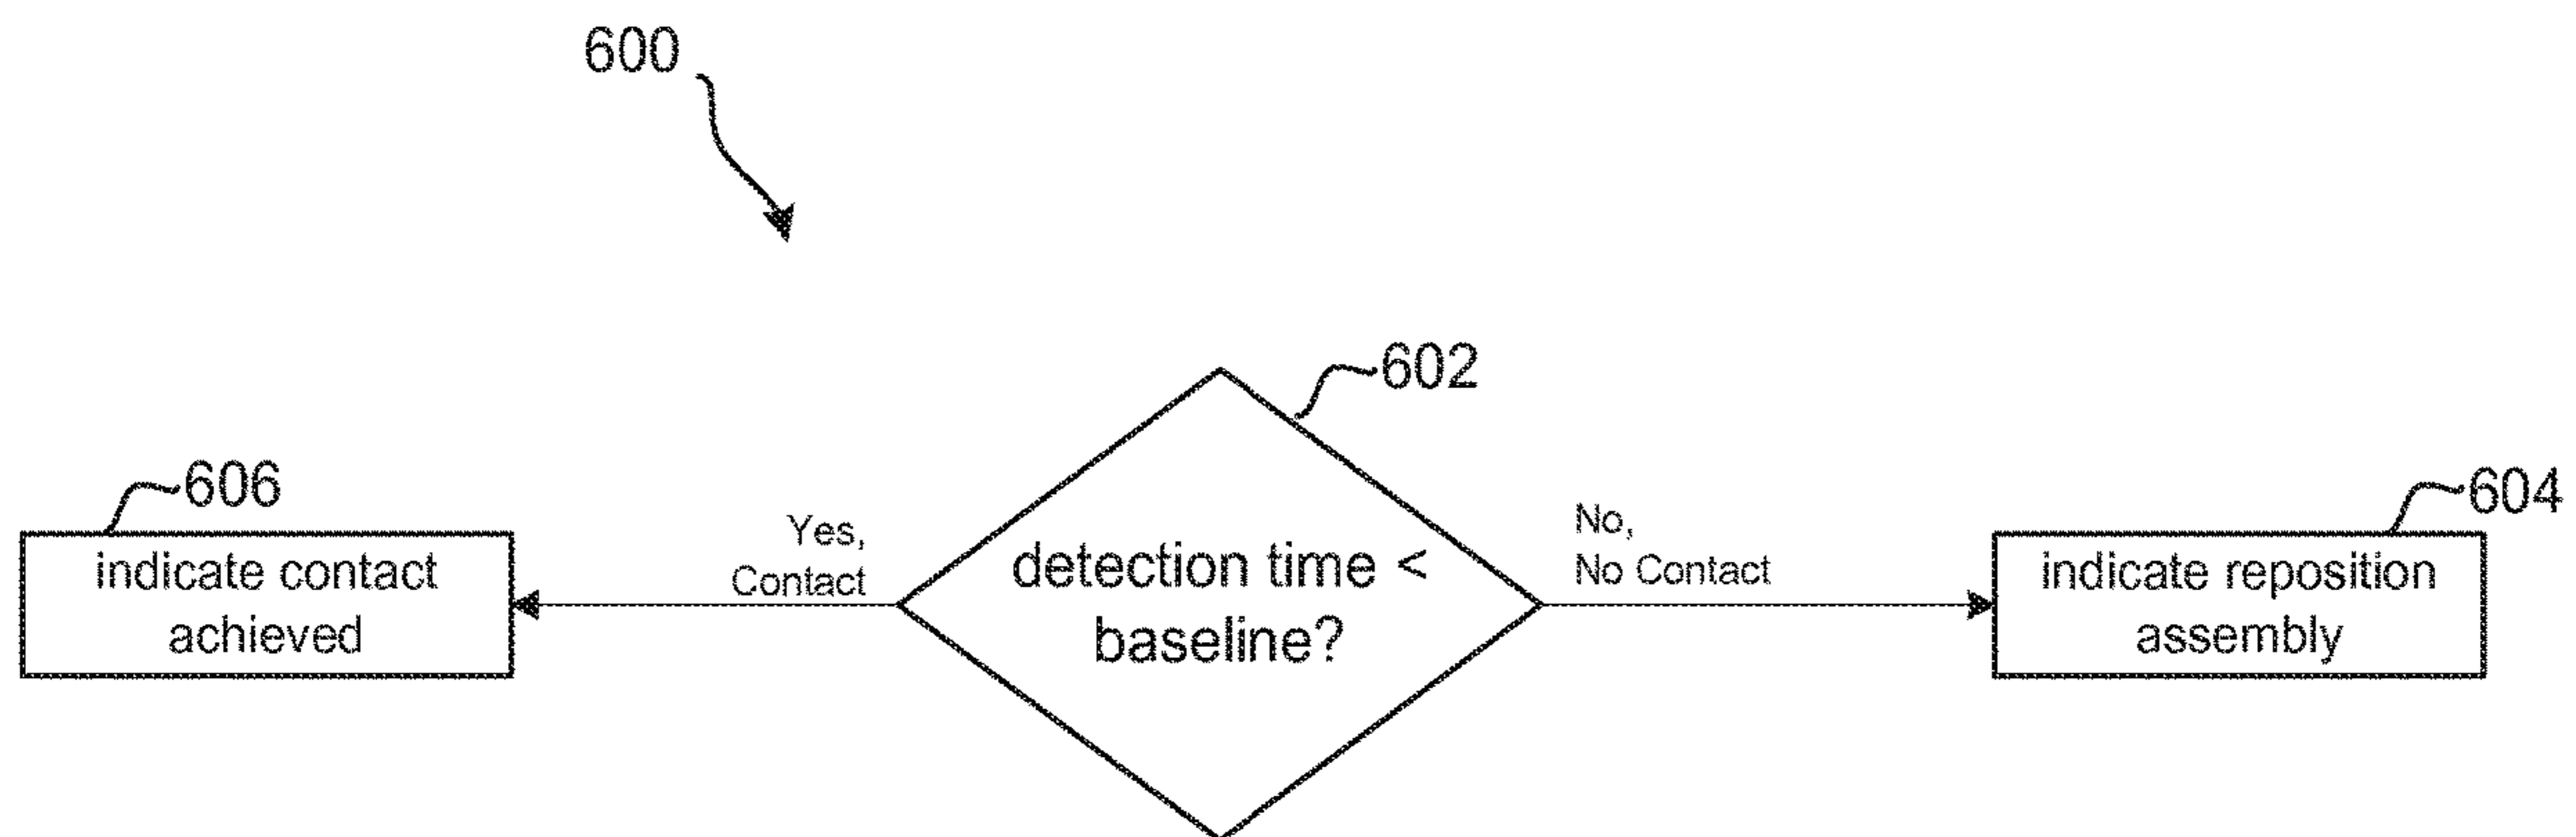 600
602
606
604
Yes,
Contact
No,
No Contact
indicate contact
achieved
detection time <
baseline?
indicate reposition
assembly